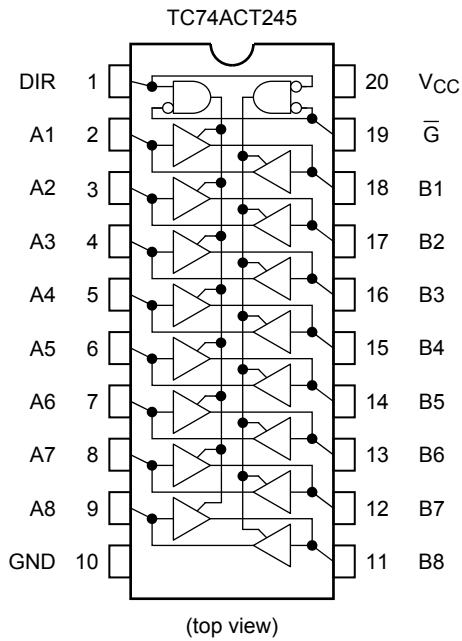 TC74ACT245
DIR 1 20 VCC
A1 2 19 G̅
A2 3 18 B1
A3 4 17 B2
A4 5 16 B3
A5 6 15 B4
A6 7 14 B5
A7 8 13 B6
A8 9 12 B7
GND 10 11 B8
(top view)